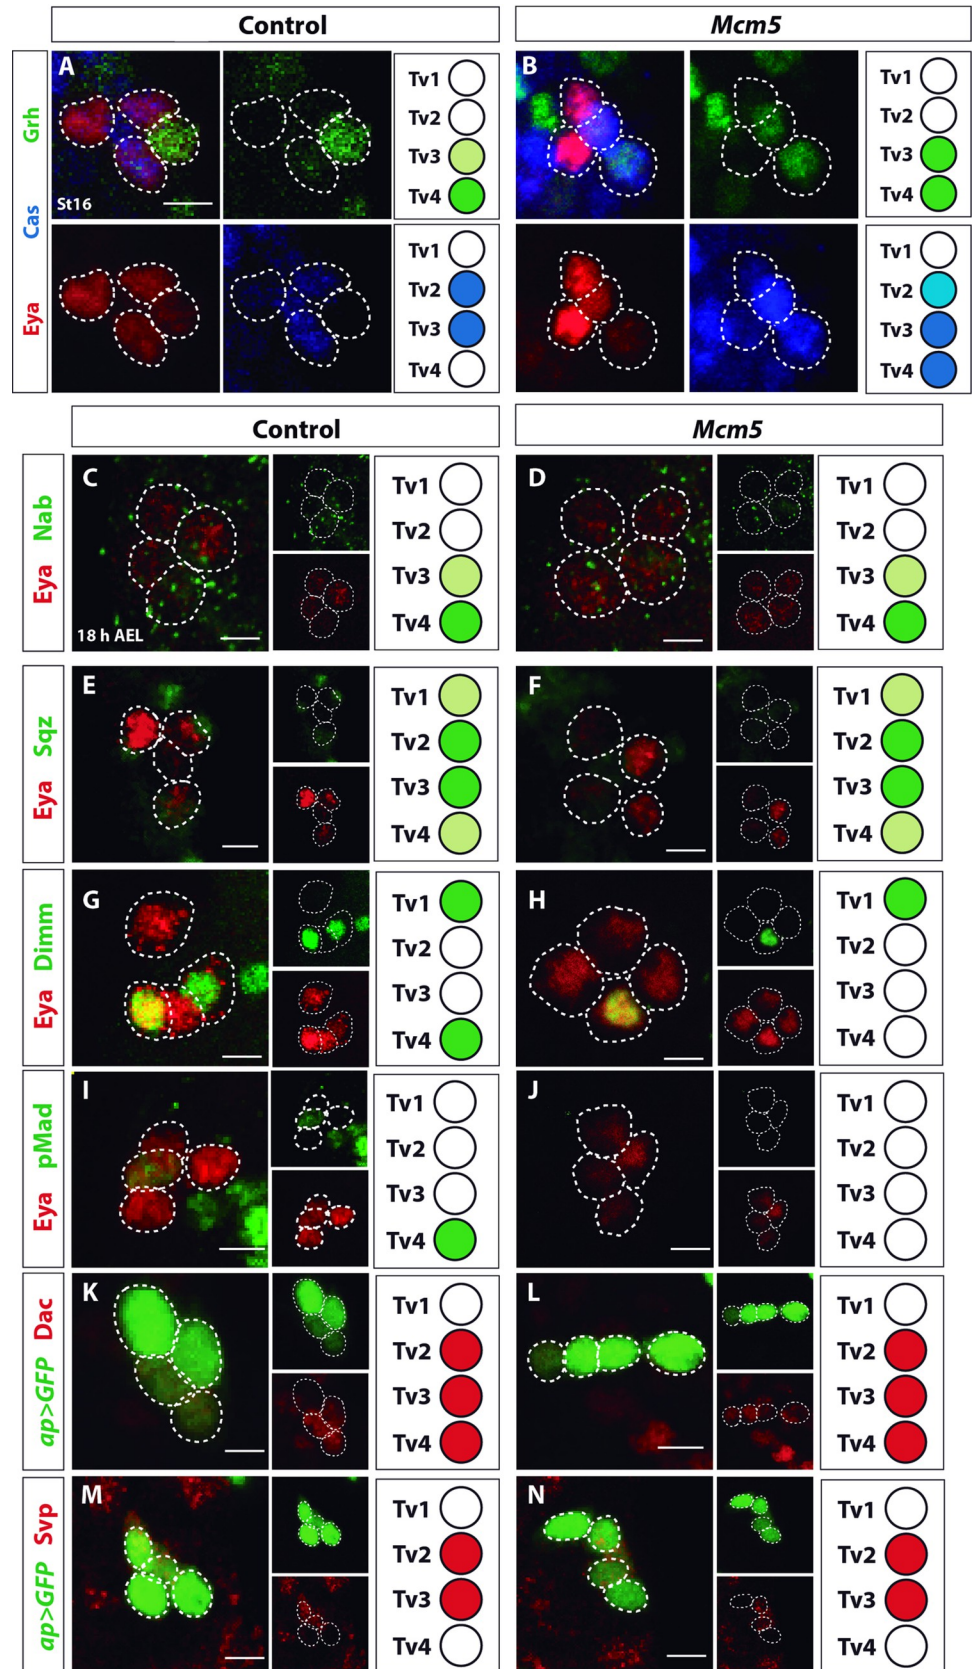 Control
Mcm5
Eya Cas Grh
A
St16
Tv1
Tv2
Tv3
Tv4
B
Tv1
Tv2
Tv3
Tv4
Tv1
Tv2
Tv3
Tv4
Tv1
Tv2
Tv3
Tv4
Control
Mcm5
Eya Nab
C
18 h AEL
Tv1
Tv2
Tv3
Tv4
D
Tv1
Tv2
Tv3
Tv4
Eya Sqz
E
Tv1
Tv2
Tv3
Tv4
F
Tv1
Tv2
Tv3
Tv4
Eya Dimm
G
Tv1
Tv2
Tv3
Tv4
H
Tv1
Tv2
Tv3
Tv4
Eya pMad
I
Tv1
Tv2
Tv3
Tv4
J
Tv1
Tv2
Tv3
Tv4
ap>GFP Dac
K
Tv1
Tv2
Tv3
Tv4
L
Tv1
Tv2
Tv3
Tv4
ap>GFP Svp
M
Tv1
Tv2
Tv3
Tv4
N
Tv1
Tv2
Tv3
Tv4